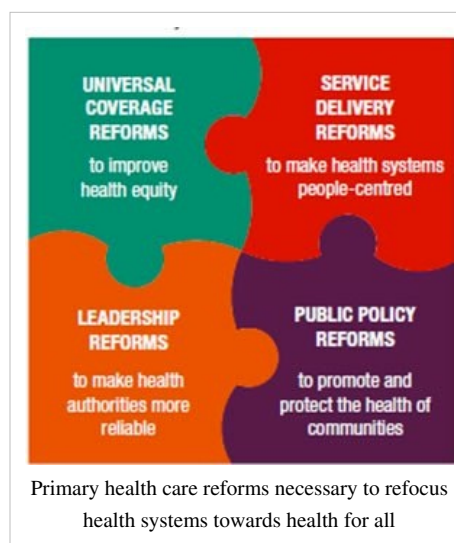 UNIVERSAL
COVERAGE
REFORMS
to improve
health equity
SERVICE
DELIVERY
REFORMS
to make health systems
people-centred
LEADERSHIP
REFORMS
to make health
authorities more
reliable
PUBLIC POLICY
REFORMS
to promote and
protect the health of
communities
Primary health care reforms necessary to refocus
health systems towards health for all